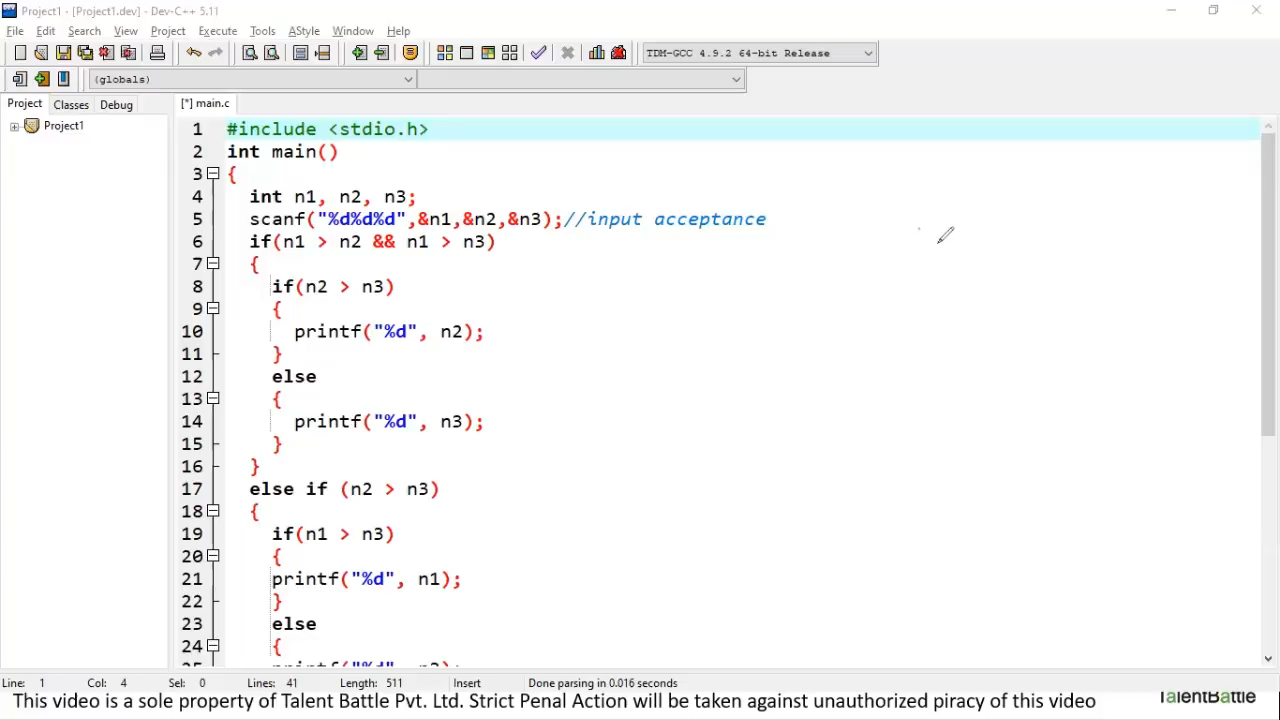 Project1 - [Project1.dev] - Dev-C++ 5.11
File Edit Search View Project Execute Tools AStyle Window Help
TDM-GCC 4.9.2 64-bit Release
(globals)
Project Classes Debug [*] main.c
Project1
1 #include <stdio.h>
2 int main()
3 {
4 int n1, n2, n3;
5 scanf("%d%d%d",&n1,&n2,&n3);//input acceptance
6 if(n1 > n2 && n1 > n3)
7 {
8 if(n2 > n3)
9 {
10 printf("%d", n2);
11 }
12 else
13 {
14 printf("%d", n3);
15 }
16 }
17 else if (n2 > n3)
18 {
19 if(n1 > n3)
20 {
21 printf("%d", n1);
22 }
23 else
24 {
Line: 1 Col: 4 Sel: 0 Lines: 41 Length: 511 Insert Done parsing in 0.016 seconds
This video is a sole property of Talent Battle Pvt. Ltd. Strict Penal Action will be taken against unauthorized piracy of this video
TalentBattle